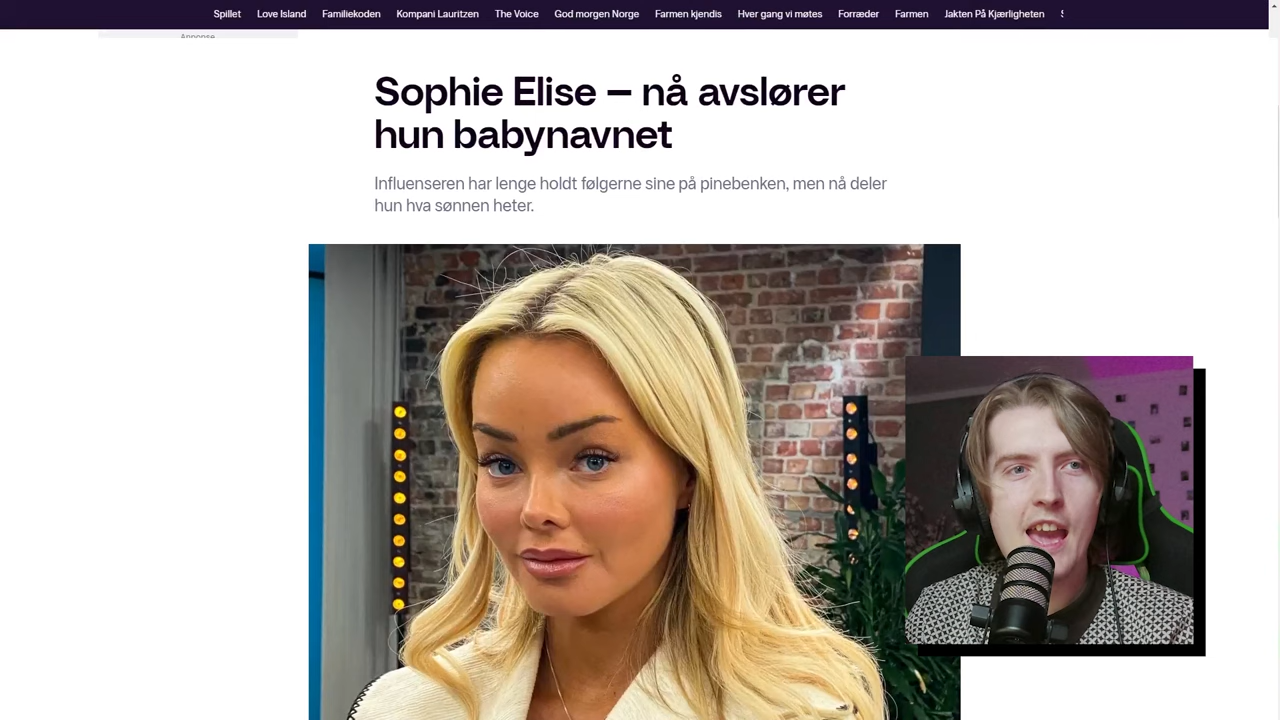 Spillet Love Island Familiekoden Kompani Lauritzen The Voice God morgen Norge Farmen kjendis Hver gang vi møtes Forræder Farmen Jakten På Kjærligheten
Annonse
Sophie Elise – nå avslører
hun babynavnet
Influenseren har lenge holdt følgerne sine på pinebenken, men nå deler
hun hva sønnen heter.